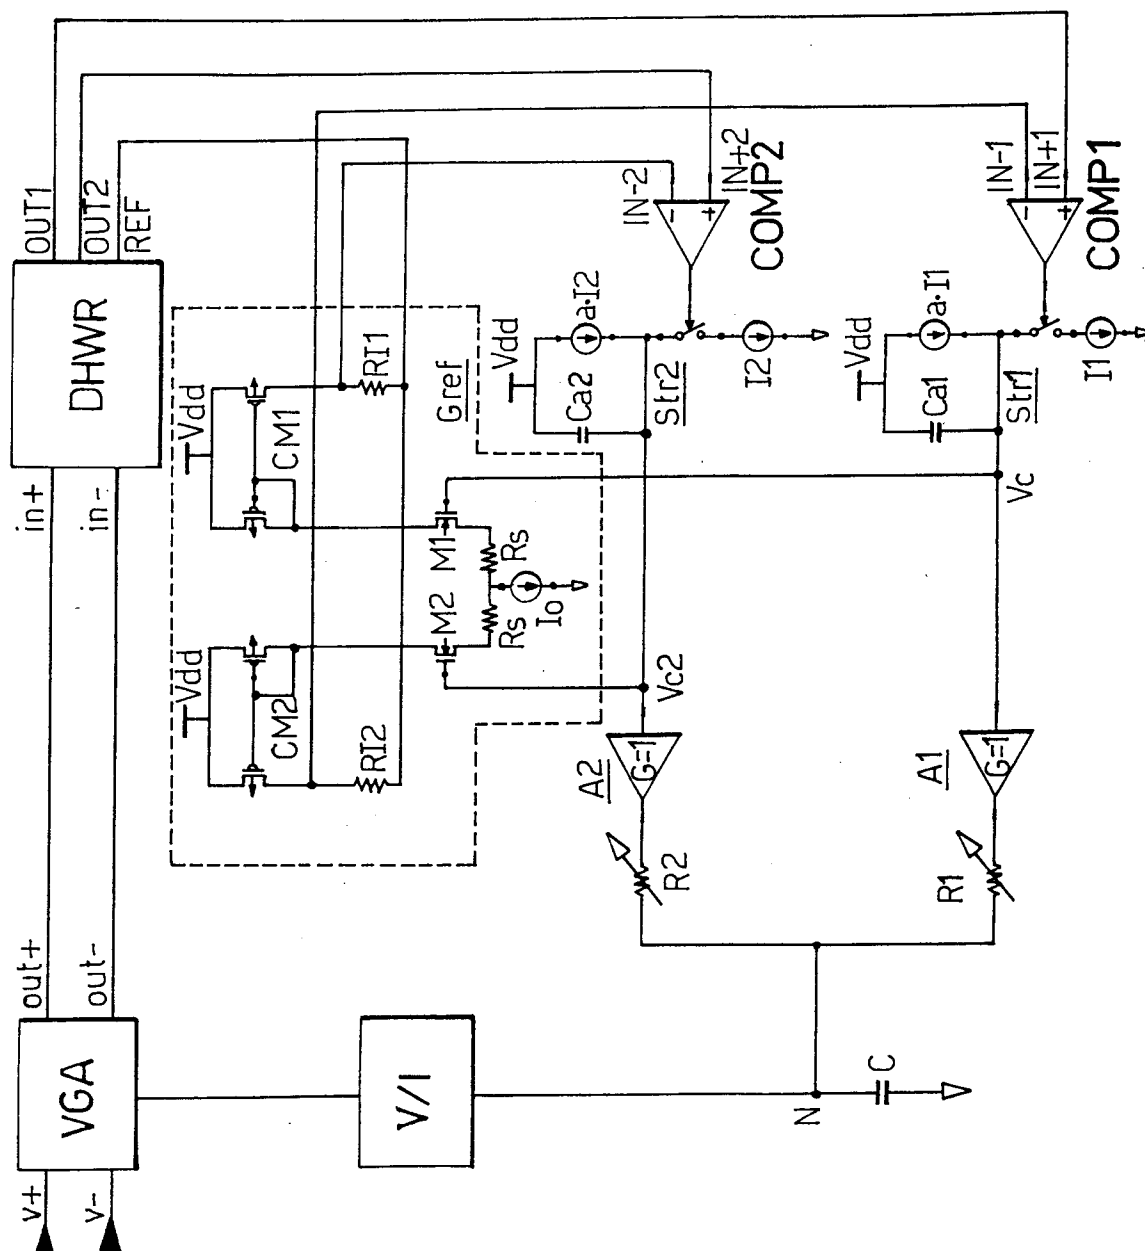 OUT1
OUT2
REF
DHWR
in+
in-
out+
out-
VGA
v+
v-
V/I
Vdd
CM1
RI1
Gref
Vdd
CM2
RI2
M1
M2
Rs
Rs
Io
IN-2
IN+2
COMP2
-
+
Vdd
a·I2
Ca2
Str2
I2
IN-1
IN+1
COMP1
-
+
Vdd
a·I1
Ca1
Str1
I1
Vc
Vc2
A2
G=1
R2
A1
G=1
R1
N
C